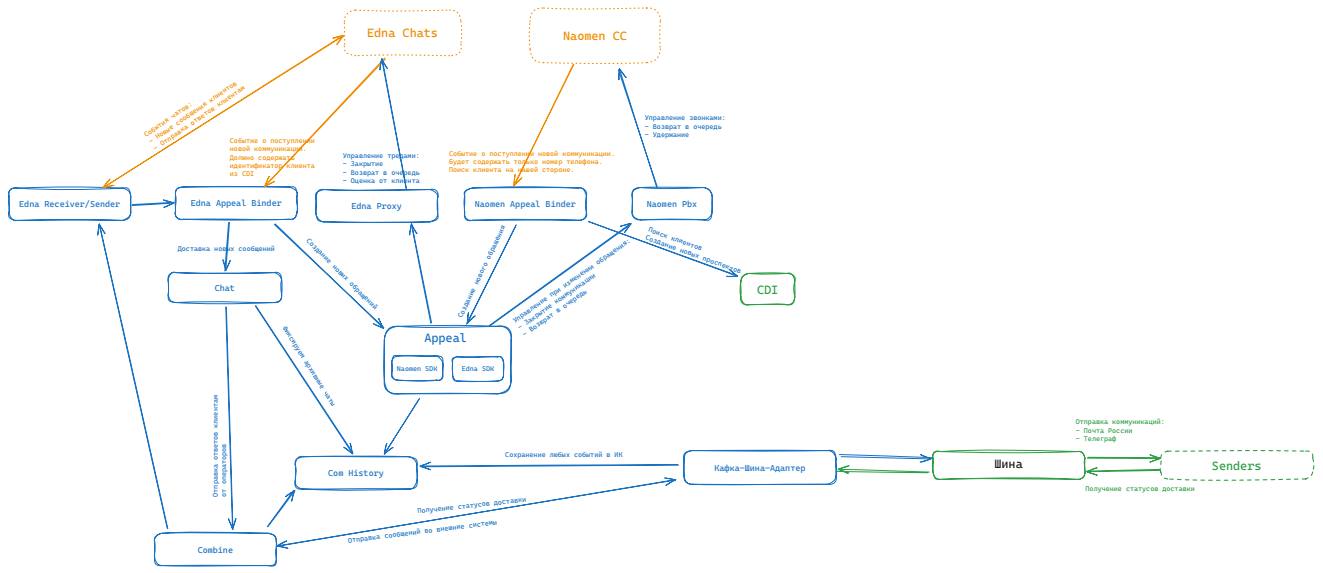 Edna Chats
Naomen CC
События чатов:
- Новые сообщения клиентов
- Отправка ответов клиентам
Событие о поступлении
новой коммуникации.
Должно содержать
идентификатор клиента
из CDI
Управление тредами:
- Закрытие
- Возврат в очередь
- Оценка от клиента
Событие о поступлении новой коммуникации.
Будет содержать только номер телефона.
Поиск клиента на нашей стороне.
Управление звонками:
- Возврат в очередь
- Удержание
Edna Receiver/Sender
Edna Appeal Binder
Edna Proxy
Naomen Appeal Binder
Naomen Pbx
Доставка новых сообщений
Создание новых обращений
Создание нового обращения
Управление при изменении обращения:
- Закрытие коммуникации
- Возврат в очередь
Поиск клиентов
Создание новых проспектов
CDI
Chat
Appeal
Naomen SDK
Edna SDK
Фиксируем архивные чаты
Отправка ответов клиентам
от операторов
Com History
Сохранение любых событий в ИК
Кафка-Шина-Адаптер
Шина
Отправка коммуникаций:
- Почта России
- Телеграф
Senders
Получение статусов доставки
Получение статусов доставки
Отправка сообщений во внешние системы
Combine